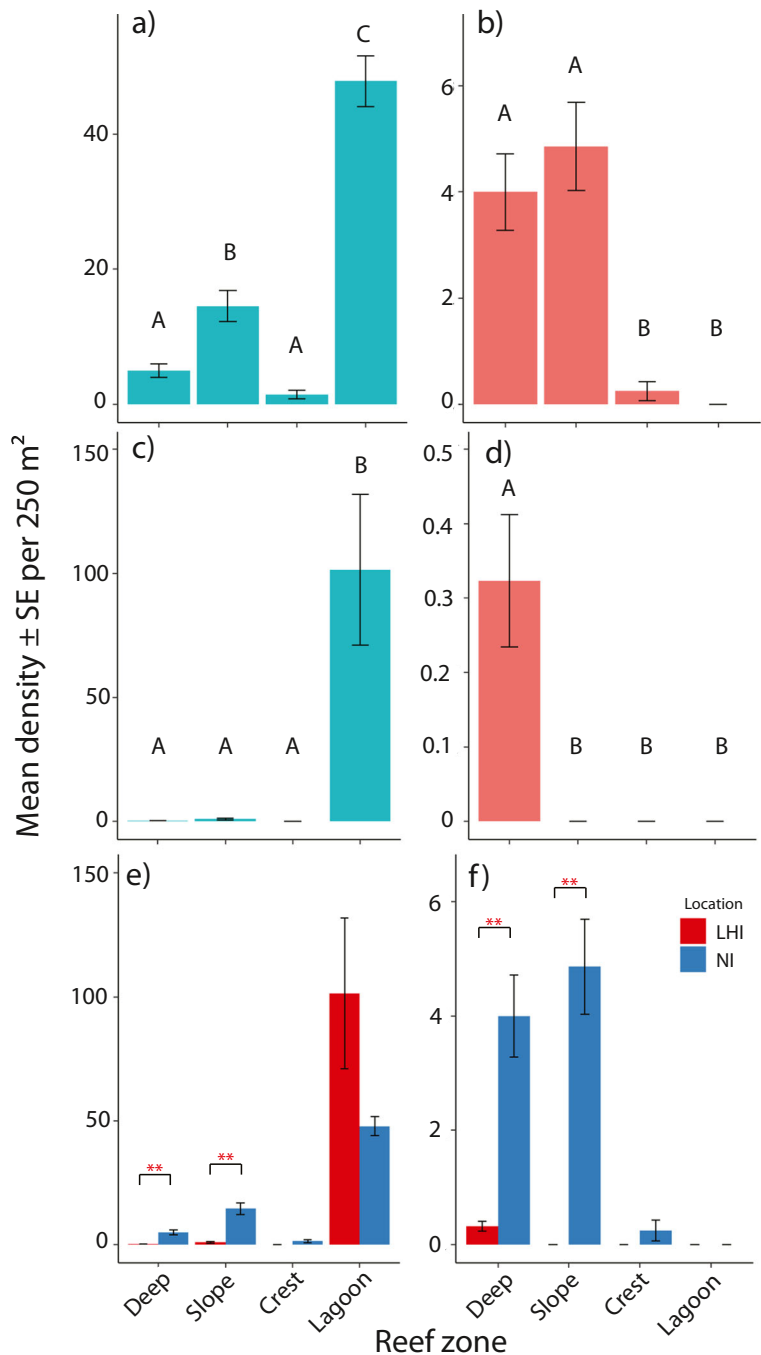 a)
C
40
B
20
A
A
0
b)
6
A
A
4
2
B
B
0
Mean density ± SE per 250 m²
c)
150
B
100
50
A
A
A
0
d)
0.5
A
0.4
0.3
0.2
0.1
B
B
B
0
e)
150
100
50
**
**
0
Deep
Slope
Crest
Lagoon
f)
6
**
**
Location
LHI
NI
4
2
0
Deep
Slope
Crest
Lagoon
Reef zone